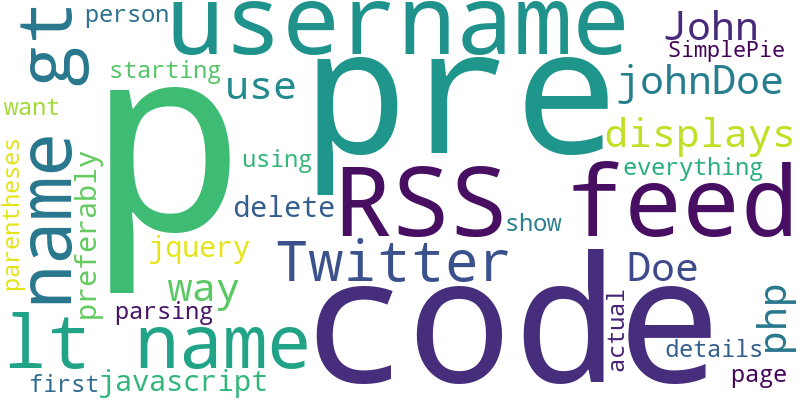 person
username
John
SimplePie
gt
starting
p
pre
use
johnDoe
want
displays
parentheses
name
preferably
using
everything
delete
RSS
feed
show
jquery
Twitter
Doe
way
code
actual
php
parsing
lt name
details
page
first
javascript